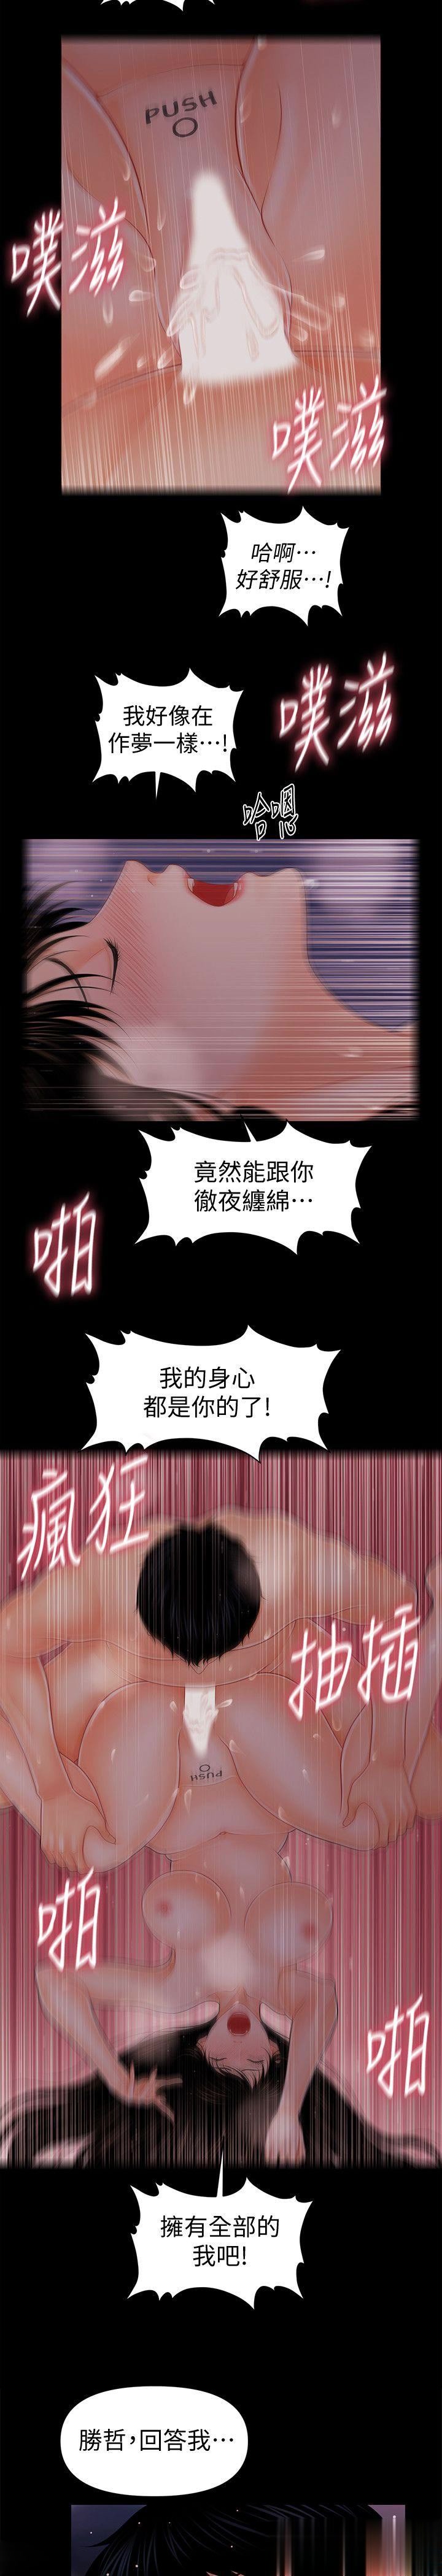 PUSH
噗滋
噗滋
哈啊⋯
好舒服⋯!
噗滋
我好像在
作夢一樣⋯!
哈嗯
竟然能跟你
徹夜纏綿⋯
啪
我的身心
都是你的了!
瘋狂
抽插
PUSH
啪
啪
擁有全部的
我吧!
勝哲,回答我⋯